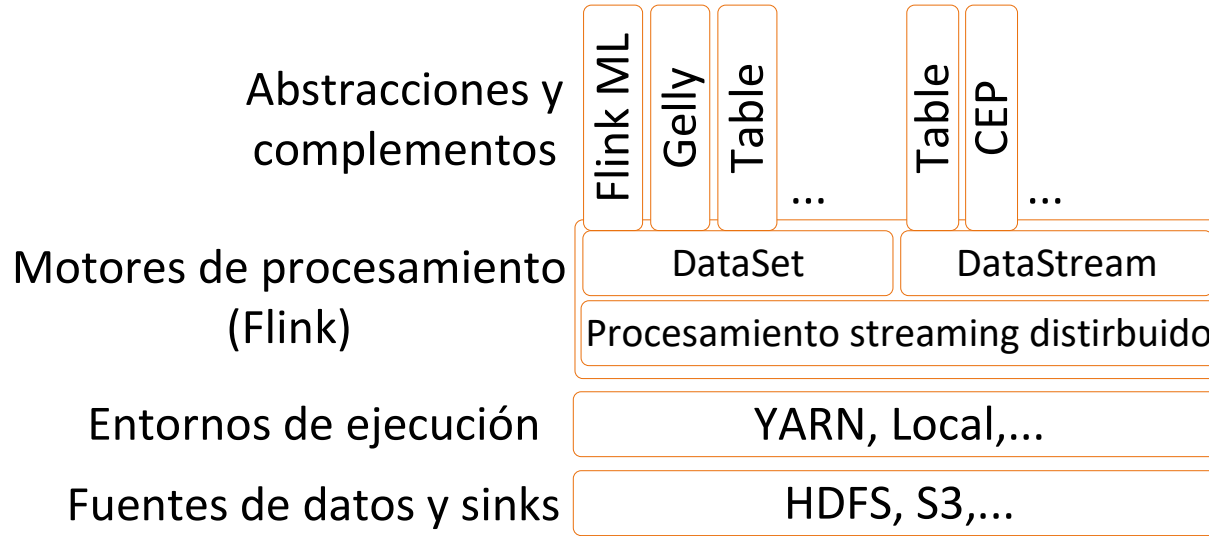 Abstracciones y
complementos
Flink ML
Gelly
Table
...
Table
CEP
...
Motores de procesamiento
(Flink)
DataSet
DataStream
Procesamiento streaming distirbuido
Entornos de ejecución
YARN, Local,...
Fuentes de datos y sinks
HDFS, S3,...